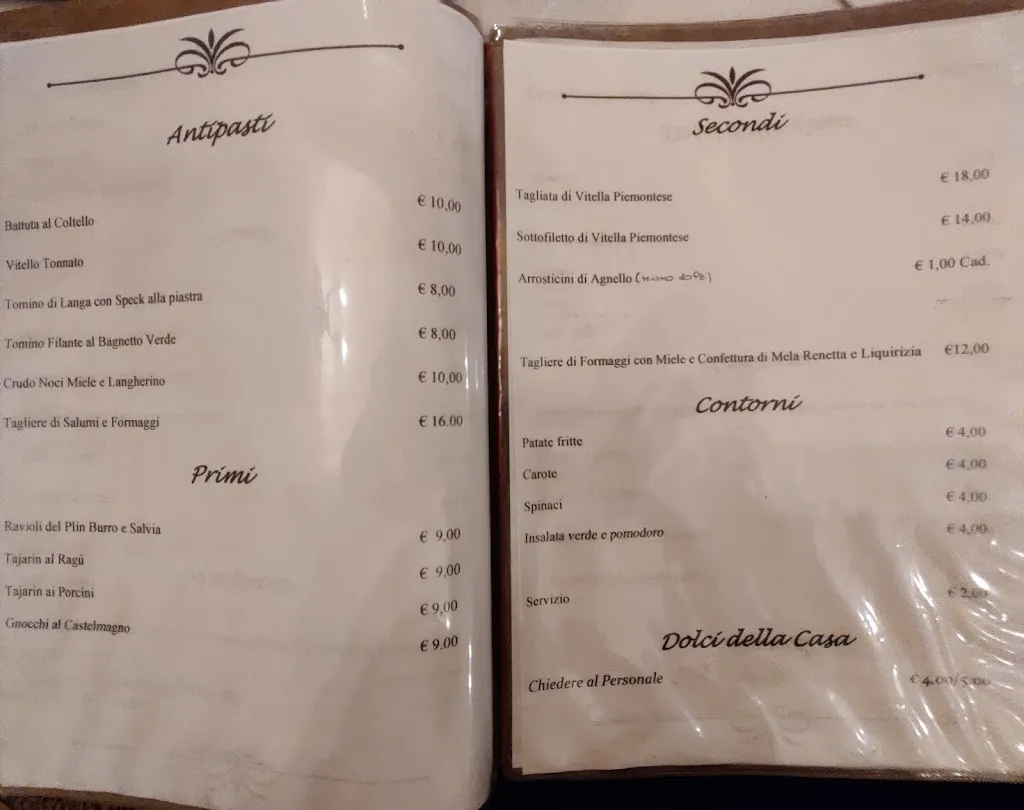 Antipasti
Battuta al Coltello € 10,00
Vitello Tonnato € 10,00
Tomino di Langa con Speck alla piastra € 8,00
Tomino Filante al Bagnetto Verde € 8,00
Crudo Noci Miele e Langherino € 10,00
Tagliere di Salumi e Formaggi € 16.00
Primi
Ravioli del Plin Burro e Salvia € 9,00
Tajarin al Ragù € 9,00
Tajarin ai Porcini € 9,00
Gnocchi al Castelmagno € 9.00
Secondi
Tagliata di Vitella Piemontese € 18,00
Sottofiletto di Vitella Piemontese € 14,00
Arrosticini di Agnello € 1,00 Cad.
Tagliere di Formaggi con Miele e Confettura di Mela Renetta e Liquirizia €12,00
Contorni
Patate fritte € 4,00
Carote € 4,00
Spinaci € 4,00
Insalata verde e pomodoro € 4,00
Servizio € 2,00
Dolci della Casa
Chiedere al Personale € 4.00/5.00